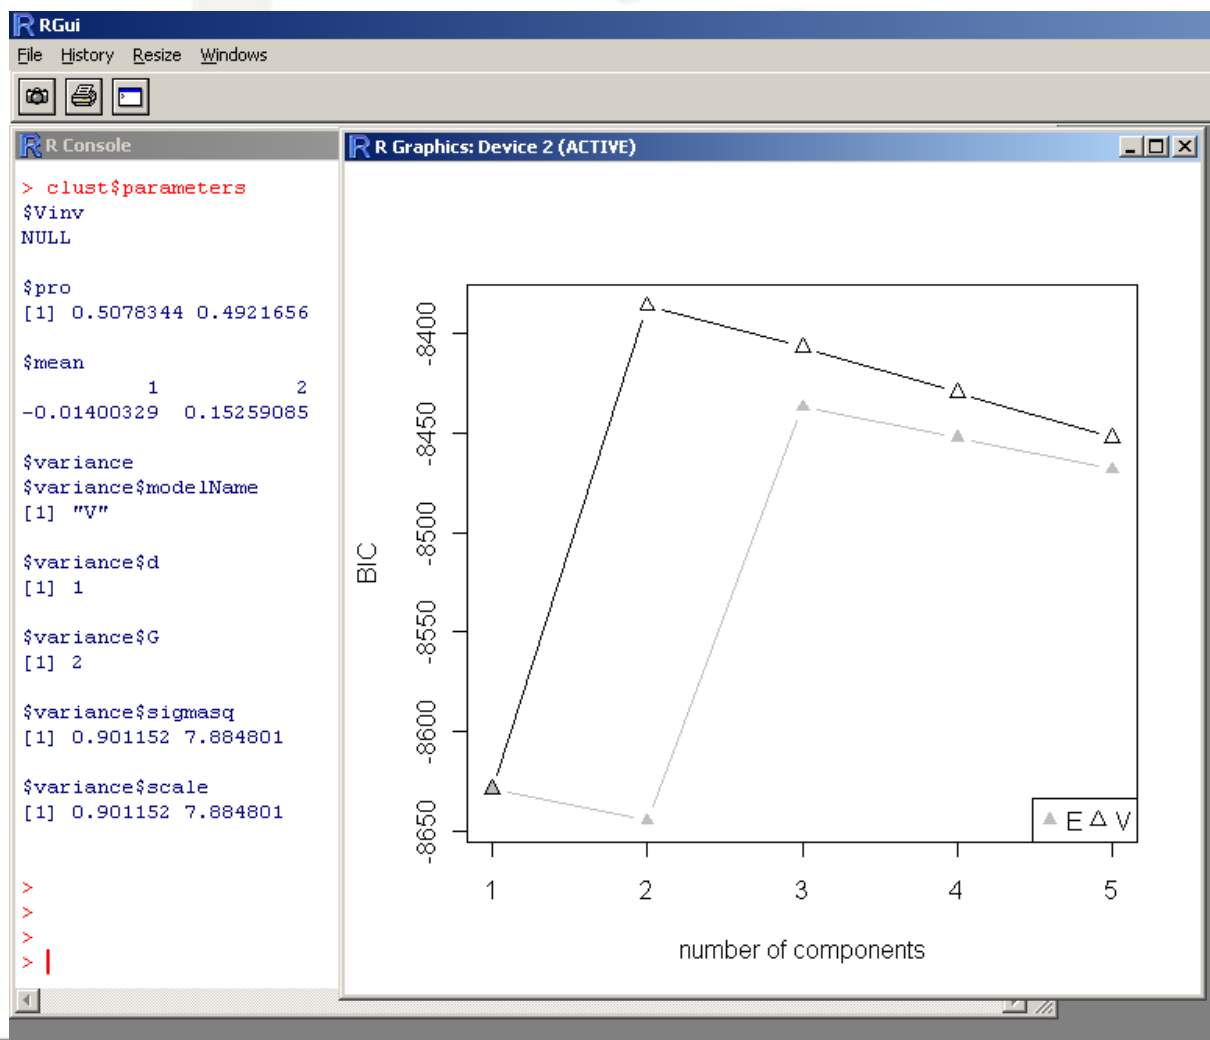 RGui
File History Resize Windows
R Console
> clust$parameters
$Vinv
NULL
$pro
[1] 0.5078344 0.4921656
$mean
1 2
-0.01400329 0.15259085
$variance
$variance$modelName
[1] "V"
$variance$d
[1] 1
$variance$G
[1] 2
$variance$sigmasq
[1] 0.901152 7.884801
$variance$scale
[1] 0.901152 7.884801
>
>
>
>
R Graphics: Device 2 (ACTIVE)
BIC
-8400
-8450
-8500
-8550
-8600
-8650
E V
1 2 3 4 5
number of components